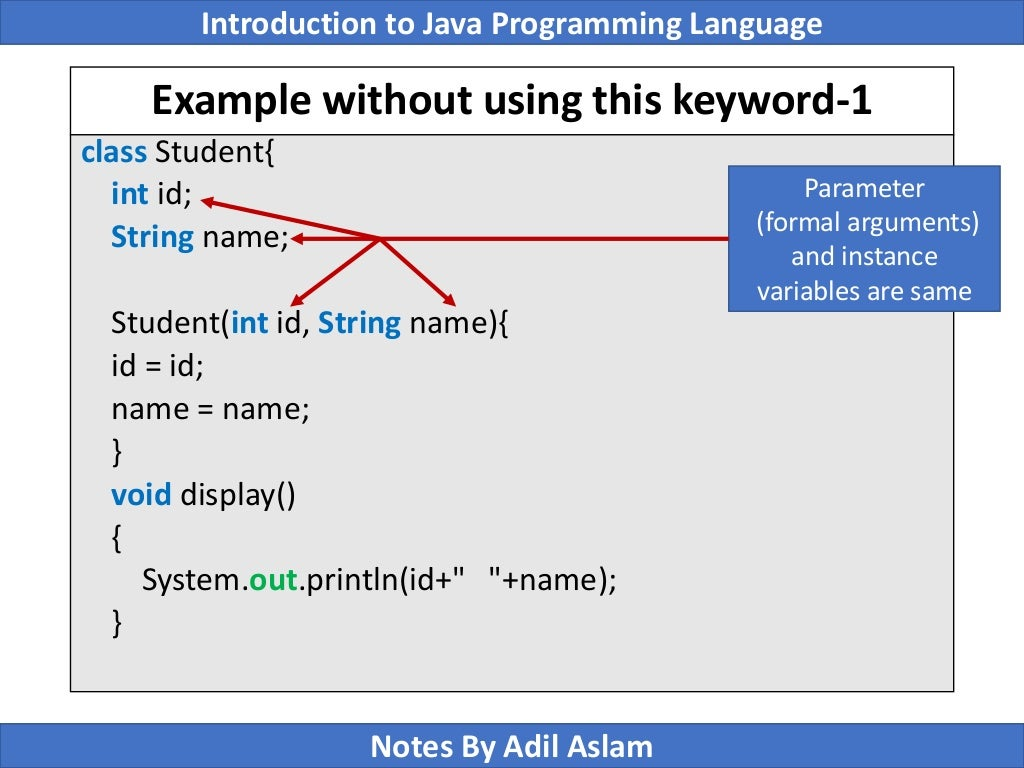 Introduction to Java Programming Language
Example without using this keyword-1
class Student{
int id;
String name;
Parameter
(formal arguments)
and instance
variables are same
Student(int id, String name){
id = id;
name = name;
}
void display()
{
System.out.println(id+"   "+name);
}
Notes By Adil Aslam